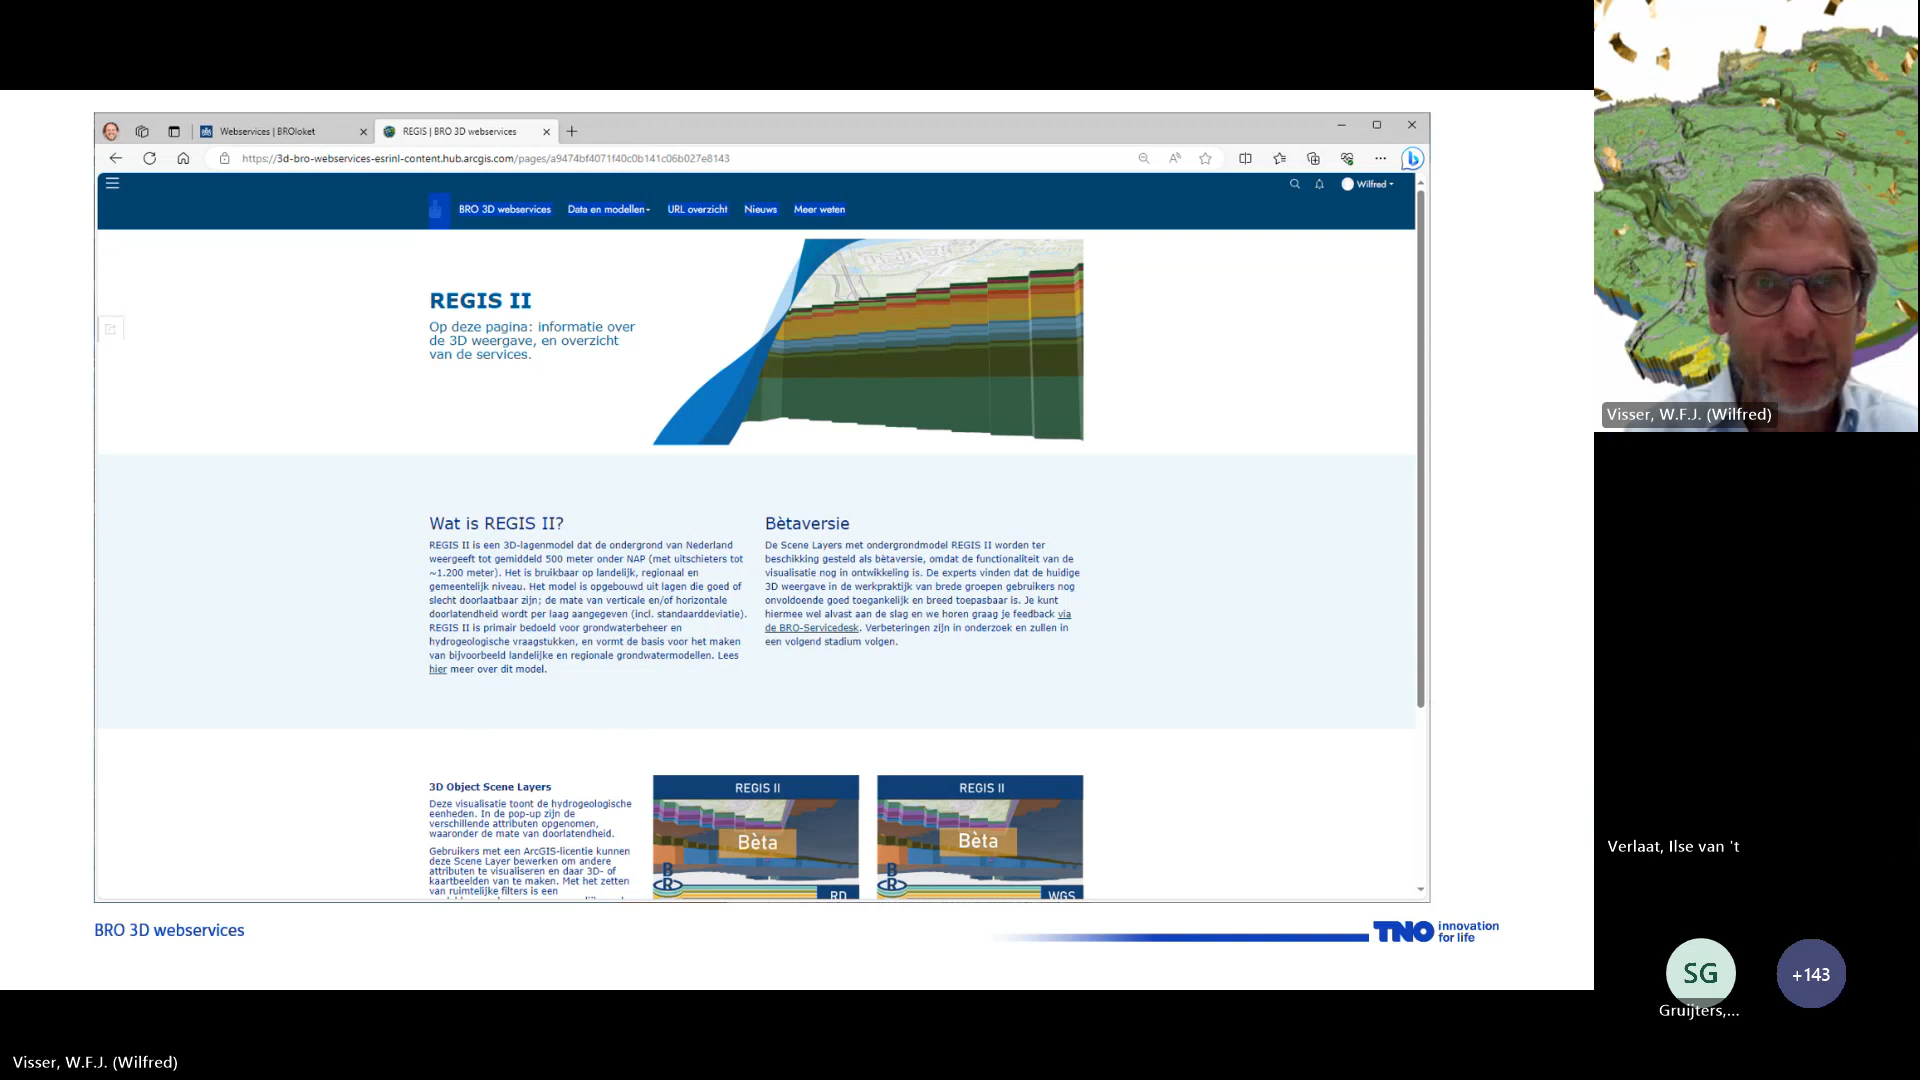 Webservices | BROloket
REGIS | BRO 3D webservices
https://3d-bro-webservices-esrinl-content.hub.arcgis.com/pages/a9474bf4071f40c0b141c06b027e8143
Wilfred
BRO 3D webservices
Data en modellen
URL overzicht
Nieuws
Meer weten
REGIS II
Op deze pagina: informatie over
de 3D weergave, en overzicht
van de services.
Wat is REGIS II?
REGIS II is een 3D-lagenmodel dat de ondergrond van Nederland
weergeeft tot gemiddeld 500 meter onder NAP (met uitschieters tot
~1.200 meter). Het is bruikbaar op landelijk, regionaal en
gemeentelijk niveau. Het model is opgebouwd uit lagen die goed of
slecht doorlaatbaar zijn; de mate van verticale en/of horizontale
doorlatendheid wordt per laag aangegeven (incl. standaarddeviatie).
REGIS II is primair bedoeld voor grondwaterbeheer en
hydrogeologische vraagstukken, en vormt de basis voor het maken
van bijvoorbeeld landelijke en regionale grondwatermodellen. Lees
hier meer over dit model.
Bètaversie
De Scene Layers met ondergrondmodel REGIS II worden ter
beschikking gesteld als bètaversie, omdat de functionaliteit van de
visualisatie nog in ontwikkeling is. De experts vinden dat de huidige
3D weergave in de werkpraktijk van brede groepen gebruikers nog
onvoldoende goed toegankelijk en breed toepasbaar is. Je kunt
hiermee wel alvast aan de slag en we horen graag je feedback via
de BRO-Servicedesk. Verbeteringen zijn in onderzoek en zullen in
een volgend stadium volgen.
3D Object Scene Layers
Deze visualisatie toont de hydrogeologische
eenheden. In de pop-up zijn de
verschillende attributen opgenomen,
waaronder de mate van doorlatendheid.
Gebruikers met een ArcGIS-licentie kunnen
deze Scene Layer bewerken om andere
attributen te visualiseren en daar 3D- of
kaartbeelden van te maken. Met het zetten
van ruimtelijke filters is een
REGIS II
Bèta
BR
RD
REGIS II
Bèta
BR
WGS
BRO 3D webservices
TNO innovation
for life
Visser, W.F.J. (Wilfred)
Verlaat, Ilse van 't
SG
+143
Gruijters,...
Visser, W.F.J. (Wilfred)